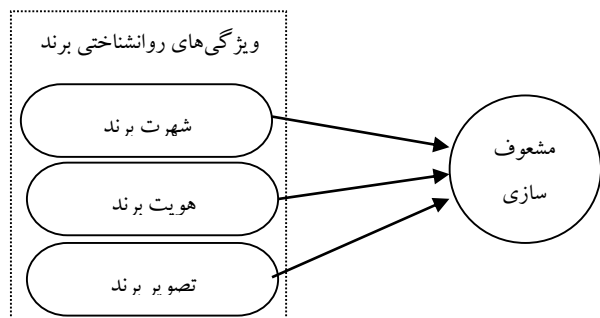 ویژگی‌های روانشناختی برند
شهرت برند
هویت برند
تصویر برند
مشعوف
سازی